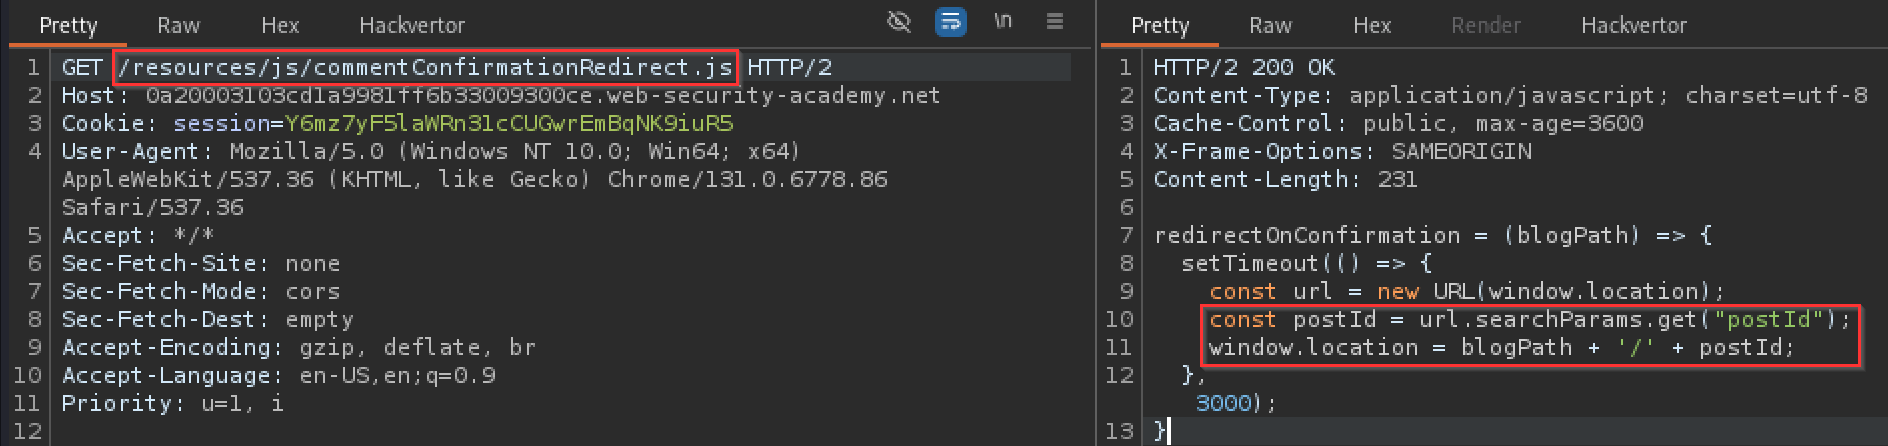 Pretty Raw Hex Hackvertor \n
1 GET /resources/js/commentConfirmationRedirect.js HTTP/2
2 Host: 0a20003103cd1a9981ff6b33009300ce.web-security-academy.net
3 Cookie: session=Y6mz7yF5laWRn31cCUGwrEmBqNK9iuR5
4 User-Agent: Mozilla/5.0 (Windows NT 10.0; Win64; x64)
AppleWebKit/537.36 (KHTML, like Gecko) Chrome/131.0.6778.86
Safari/537.36
5 Accept: */*
6 Sec-Fetch-Site: none
7 Sec-Fetch-Mode: cors
8 Sec-Fetch-Dest: empty
9 Accept-Encoding: gzip, deflate, br
10 Accept-Language: en-US,en;q=0.9
11 Priority: u=1, i
12
Pretty Raw Hex Render Hackvertor
1 HTTP/2 200 OK
2 Content-Type: application/javascript; charset=utf-8
3 Cache-Control: public, max-age=3600
4 X-Frame-Options: SAMEORIGIN
5 Content-Length: 231
6
7 redirectOnConfirmation = (blogPath) => {
8 setTimeout(() => {
9 const url = new URL(window.location);
10 const postId = url.searchParams.get("postId");
11 window.location = blogPath + '/' + postId;
12 },
3000);
13 }